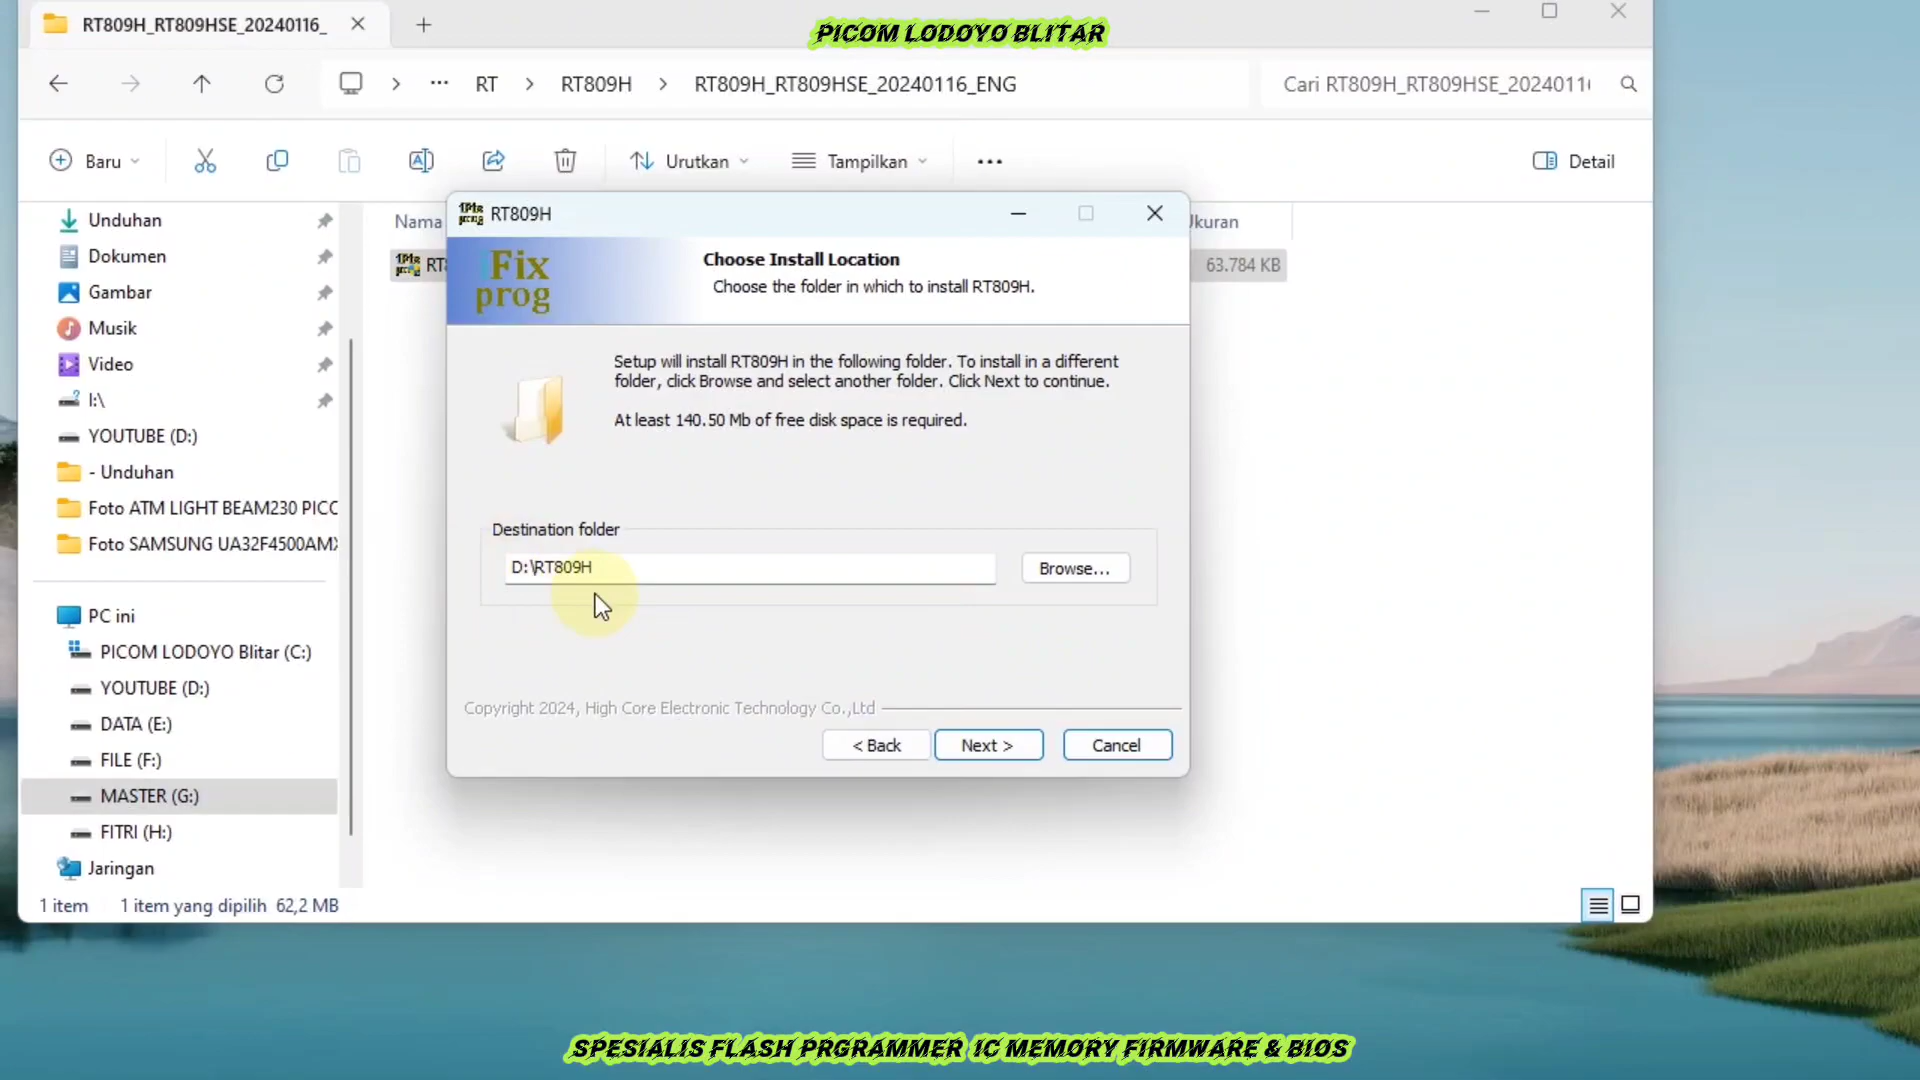 RT809H_RT809HSE_20240116_
PICOM LODOYO BLITAR
RT > RT809H > RT809H_RT809HSE_20240116_ENG
Cari RT809H_RT809HSE_2024011
Baru
Urutkan
Tampilkan
Detail
Unduhan
Dokumen
Gambar
Musik
Video
I:\
YOUTUBE (D:)
- Unduhan
Foto ATM LIGHT BEAM230 PICO
Foto SAMSUNG UA32F4500AMX
PC ini
PICOM LODOYO Blitar (C:)
YOUTUBE (D:)
DATA (E:)
FILE (F:)
MASTER (G:)
FITRI (H:)
Jaringan
Nama
Ukuran
RT8
63.784 KB
RT809H
iFix
prog
Choose Install Location
Choose the folder in which to install RT809H.
Setup will install RT809H in the following folder. To install in a different
folder, click Browse and select another folder. Click Next to continue.
At least 140.50 Mb of free disk space is required.
Destination folder
D:\RT809H
Browse...
Copyright 2024, High Core Electronic Technology Co.,Ltd
< Back
Next >
Cancel
1 item
1 item yang dipilih 62,2 MB
SPESIALIS FLASH PRGRAMMER IC MEMORY FIRMWARE & BIOS